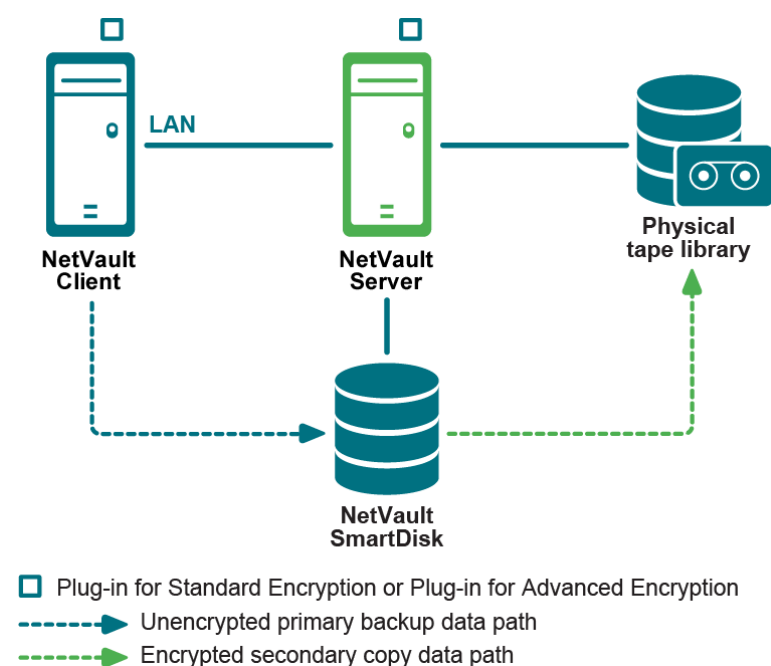 LAN
NetVault
Client
NetVault
Server
Physical
tape library
NetVault
SmartDisk
Plug-in for Standard Encryption or Plug-in for Advanced Encryption
Unencrypted primary backup data path
Encrypted secondary copy data path